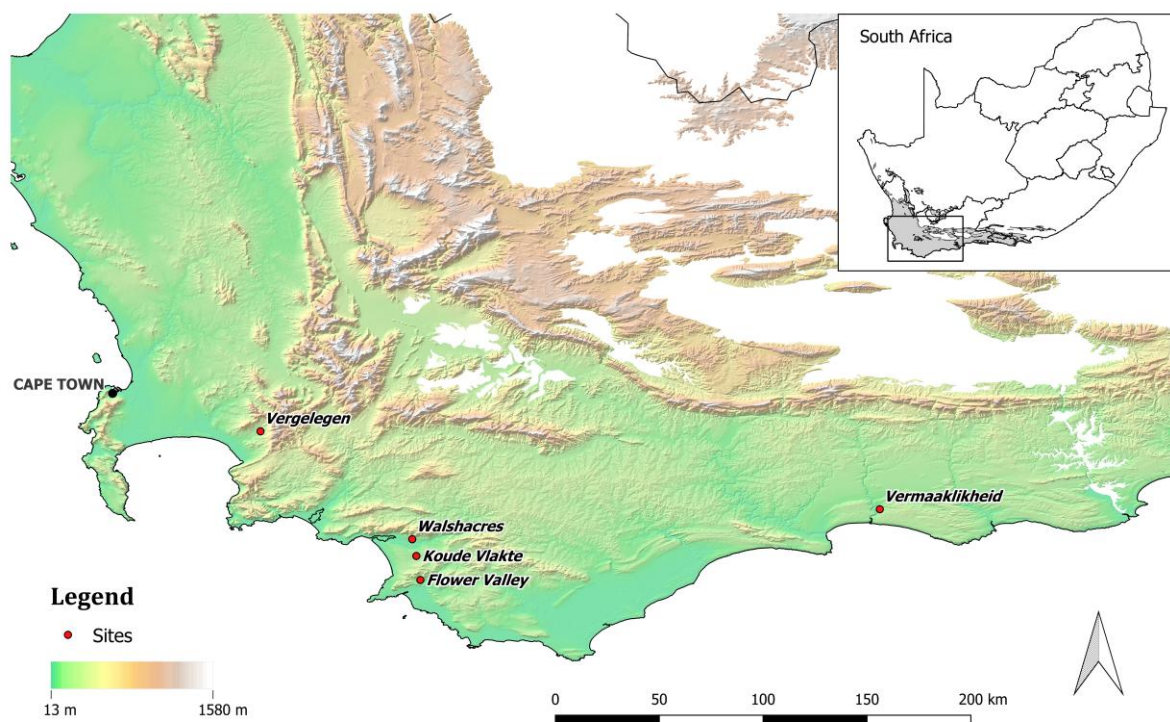 South Africa
CAPE TOWN
Vergelegen
Vermaaklikheid
Walshacres
Koude Vlakte
Flower Valley
Legend
Sites
13 m 1580 m
0 50 100 150 200 km